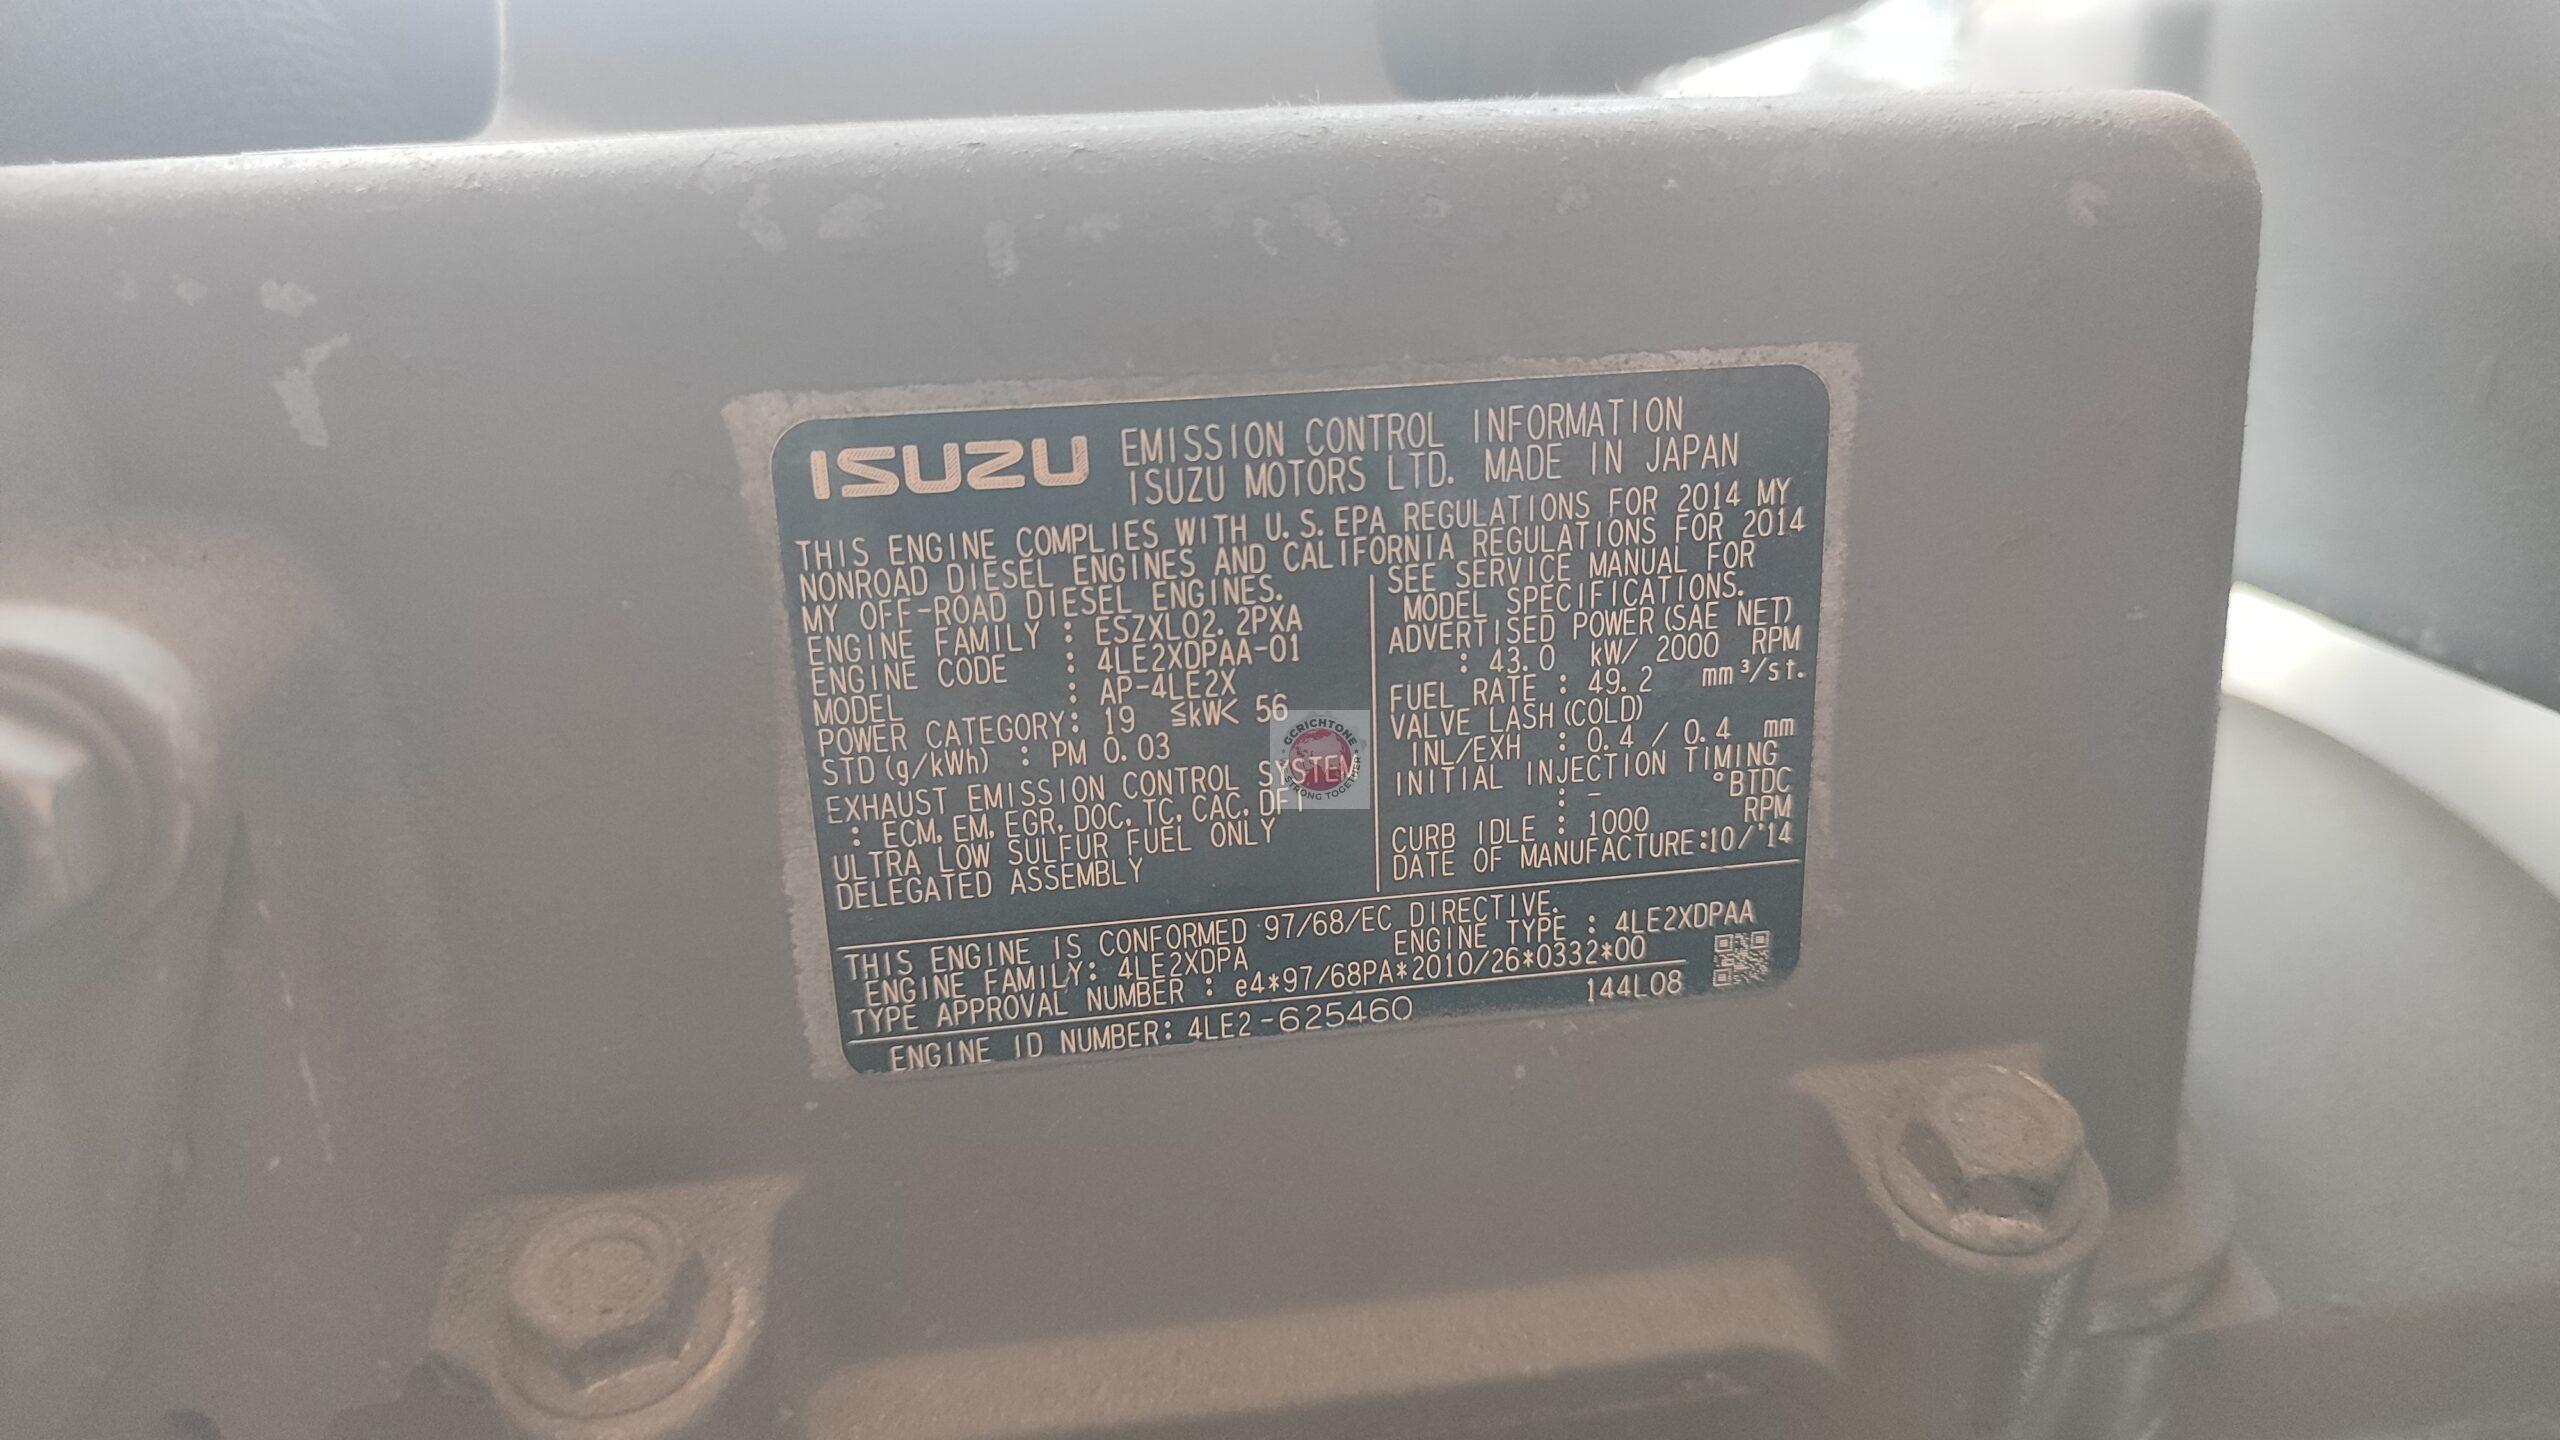 ISUZU EMISSION CONTROL INFORMATION
ISUZU MOTORS LTD. MADE IN JAPAN
THIS ENGINE COMPLIES WITH U.S.EPA REGULATIONS FOR 2014 MY
NONROAD DIESEL ENGINES AND CALIFORNIA REGULATIONS FOR 2014
MY OFF-ROAD DIESEL ENGINES.
ENGINE FAMILY : ESZXL02.2PXA
ENGINE CODE : 4LE2XDPAA-01
MODEL : AP-4LE2X
POWER CATEGORY: 19 ≦kW< 56
STD(g/kWh) : PM 0.03
EXHAUST EMISSION CONTROL SYSTEM
: ECM, EM, EGR, DOC, TC, CAC, DFI
ULTRA LOW SULFUR FUEL ONLY
DELEGATED ASSEMBLY
SEE SERVICE MANUAL FOR
MODEL SPECIFICATIONS.
ADVERTISED POWER(SAE NET)
: 43.0 kW/ 2000 RPM
FUEL RATE : 49.2 mm³/st.
VALVE LASH(COLD)
INL/EXH : 0.4 / 0.4 mm
INITIAL INJECTION TIMING
: - °BTDC
CURB IDLE : 1000 RPM
DATE OF MANUFACTURE:10/'14
THIS ENGINE IS CONFORMED 97/68/EC DIRECTIVE.
ENGINE FAMILY: 4LE2XDPA ENGINE TYPE : 4LE2XDPAA
TYPE APPROVAL NUMBER : e4*97/68PA*2010/26*0332*00
ENGINE ID NUMBER: 4LE2-625460 144L08
GCRICHTONE
STRONG TOGETHER